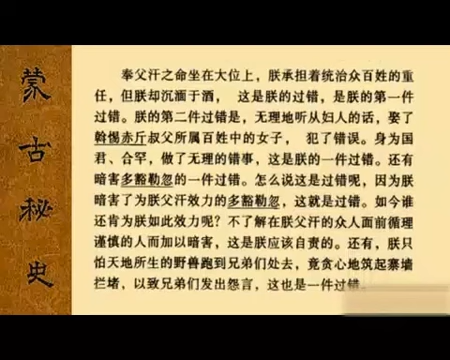 蒙古秘史
奉父汗之命坐在大位上，朕承担着统治众百姓的重
任，但朕却沉湎于酒， 这是朕的过错，是朕的第一件
过错。朕的第二件过错是，无理地听从妇人的话，娶了
斡惕赤斤叔父所属百姓中的女子， 犯了错误。身为国
君、合罕，做了无理的错事，这是朕的一件过错。还有
暗害多豁勒忽的一件过错。怎么说这是过错呢，因为朕
暗害了为朕父汗效力的多豁勒忽，这就是过错。如今谁
还肯为朕如此效力呢？不了解在朕父汗的众人面前循理
谨慎的人而加以暗害，这是朕应该自责的。还有，朕只
怕天地所生的野兽跑到兄弟们处去，竟贪心地筑起寨墙
拦堵，以致兄弟们发出怨言，这也是一件过错。